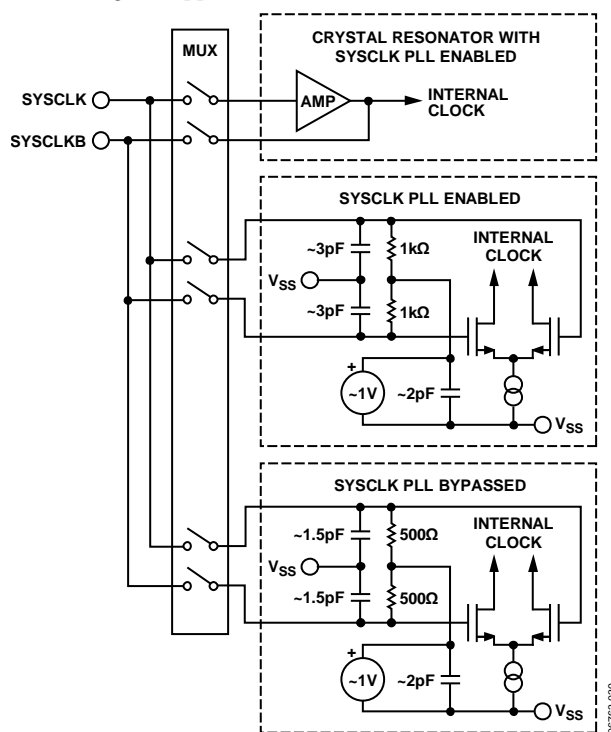 MUX
CRYSTAL RESONATOR WITH
SYSCLK PLL ENABLED
SYSCLK
SYSCLKB
AMP
INTERNAL
CLOCK
SYSCLK PLL ENABLED
~3pF
1kΩ
INTERNAL
CLOCK
VSS
~3pF
1kΩ
+
~1V
~2pF
VSS
SYSCLK PLL BYPASSED
~1.5pF
500Ω
INTERNAL
CLOCK
VSS
~1.5pF
500Ω
+
~1V
~2pF
VSS